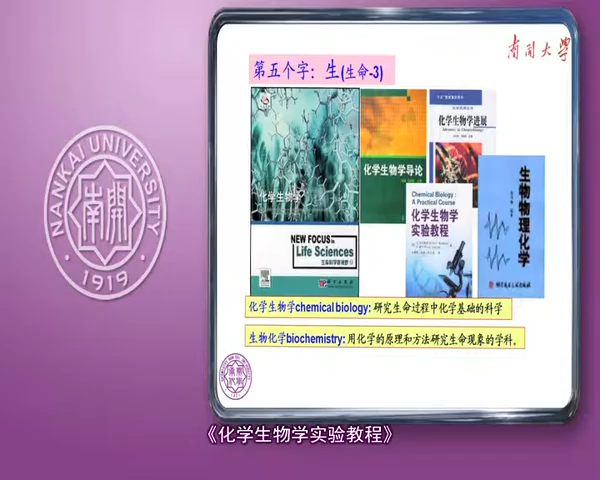 南開大學
第五个字：生(生命-3)
化学生物学
NEW FOCUS in
Life Sciences
化学生物学导论
化学生物学进展
Chemical Biology :
A Practical Course
化学生物学
实验教程
生物物理化学
NANKAI UNIVERSITY
南開
· 1919 ·
化学生物学chemical biology: 研究生命过程中化学基础的科学
生物化学biochemistry: 用化学的原理和方法研究生命现象的学科。
《化学生物学实验教程》